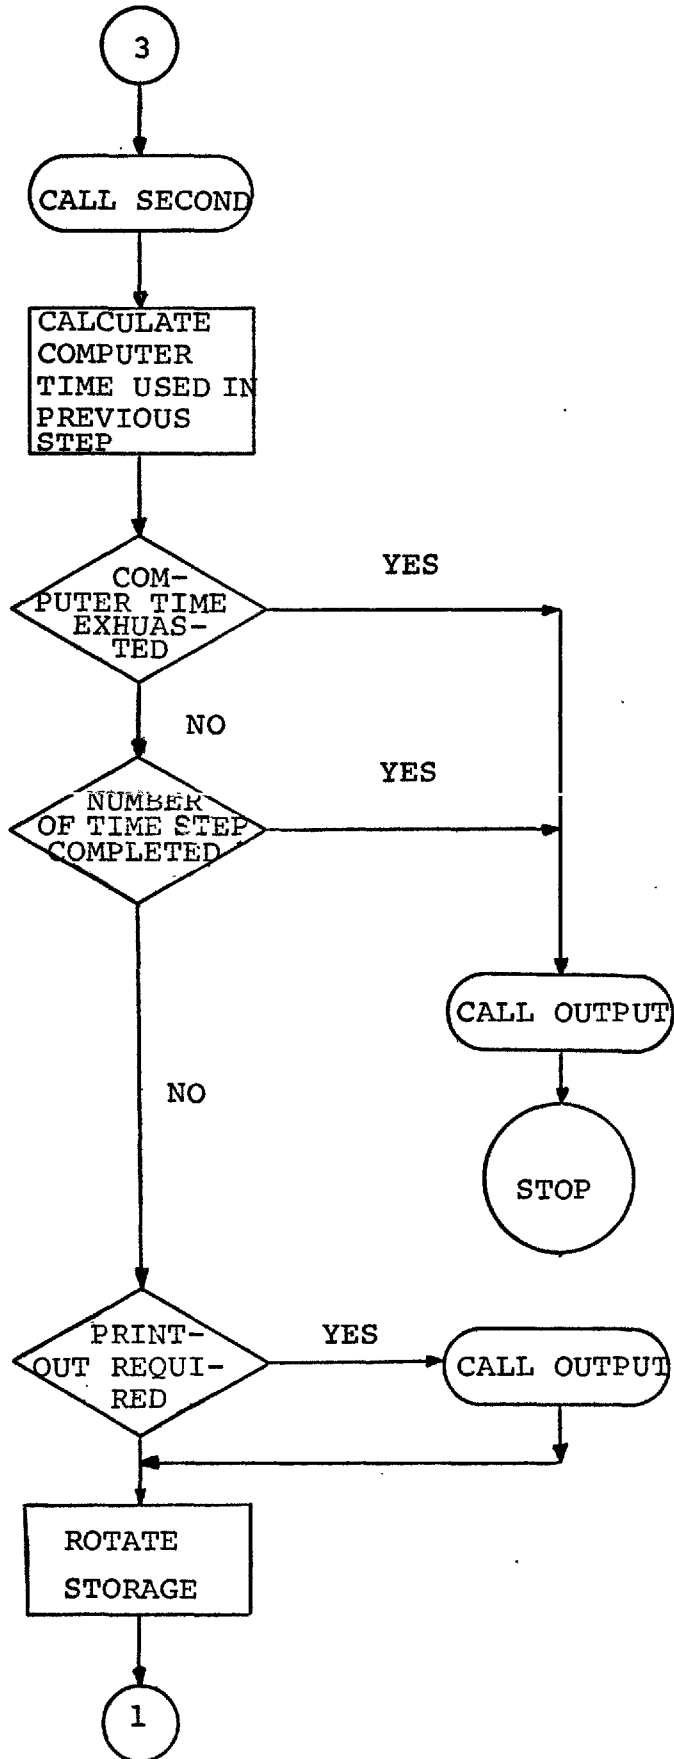 3
CALL SECOND
CALCULATE
COMPUTER
TIME USED IN
PREVIOUS
STEP
COM-
PUTER TIME
EXHUAS-
TED
YES
NO
NUMBER
OF TIME STEP
COMPLETED
YES
CALL OUTPUT
NO
STOP
PRINT-
OUT REQUI-
RED
YES
CALL OUTPUT
ROTATE
STORAGE
1